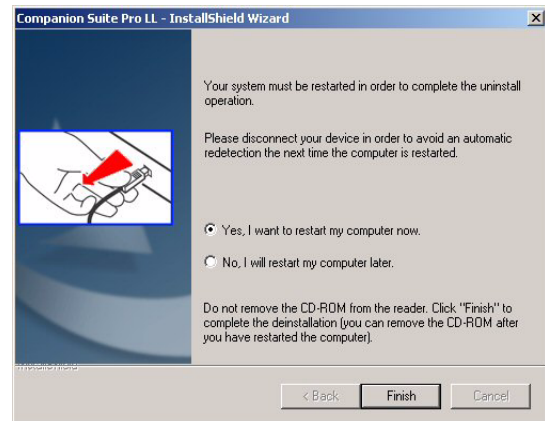 Companion Suite Pro LL - InstallShield Wizard
Your system must be restarted in order to complete the uninstall
operation.
Please disconnect your device in order to avoid an automatic
redetection the next time the computer is restarted.
Yes, I want to restart my computer now.
No, I will restart my computer later.
Do not remove the CD-ROM from the reader. Click "Finish" to
complete the deinstallation (you can remove the CD-ROM after
you have restarted the computer).
InstallShield
< Back
Finish
Cancel